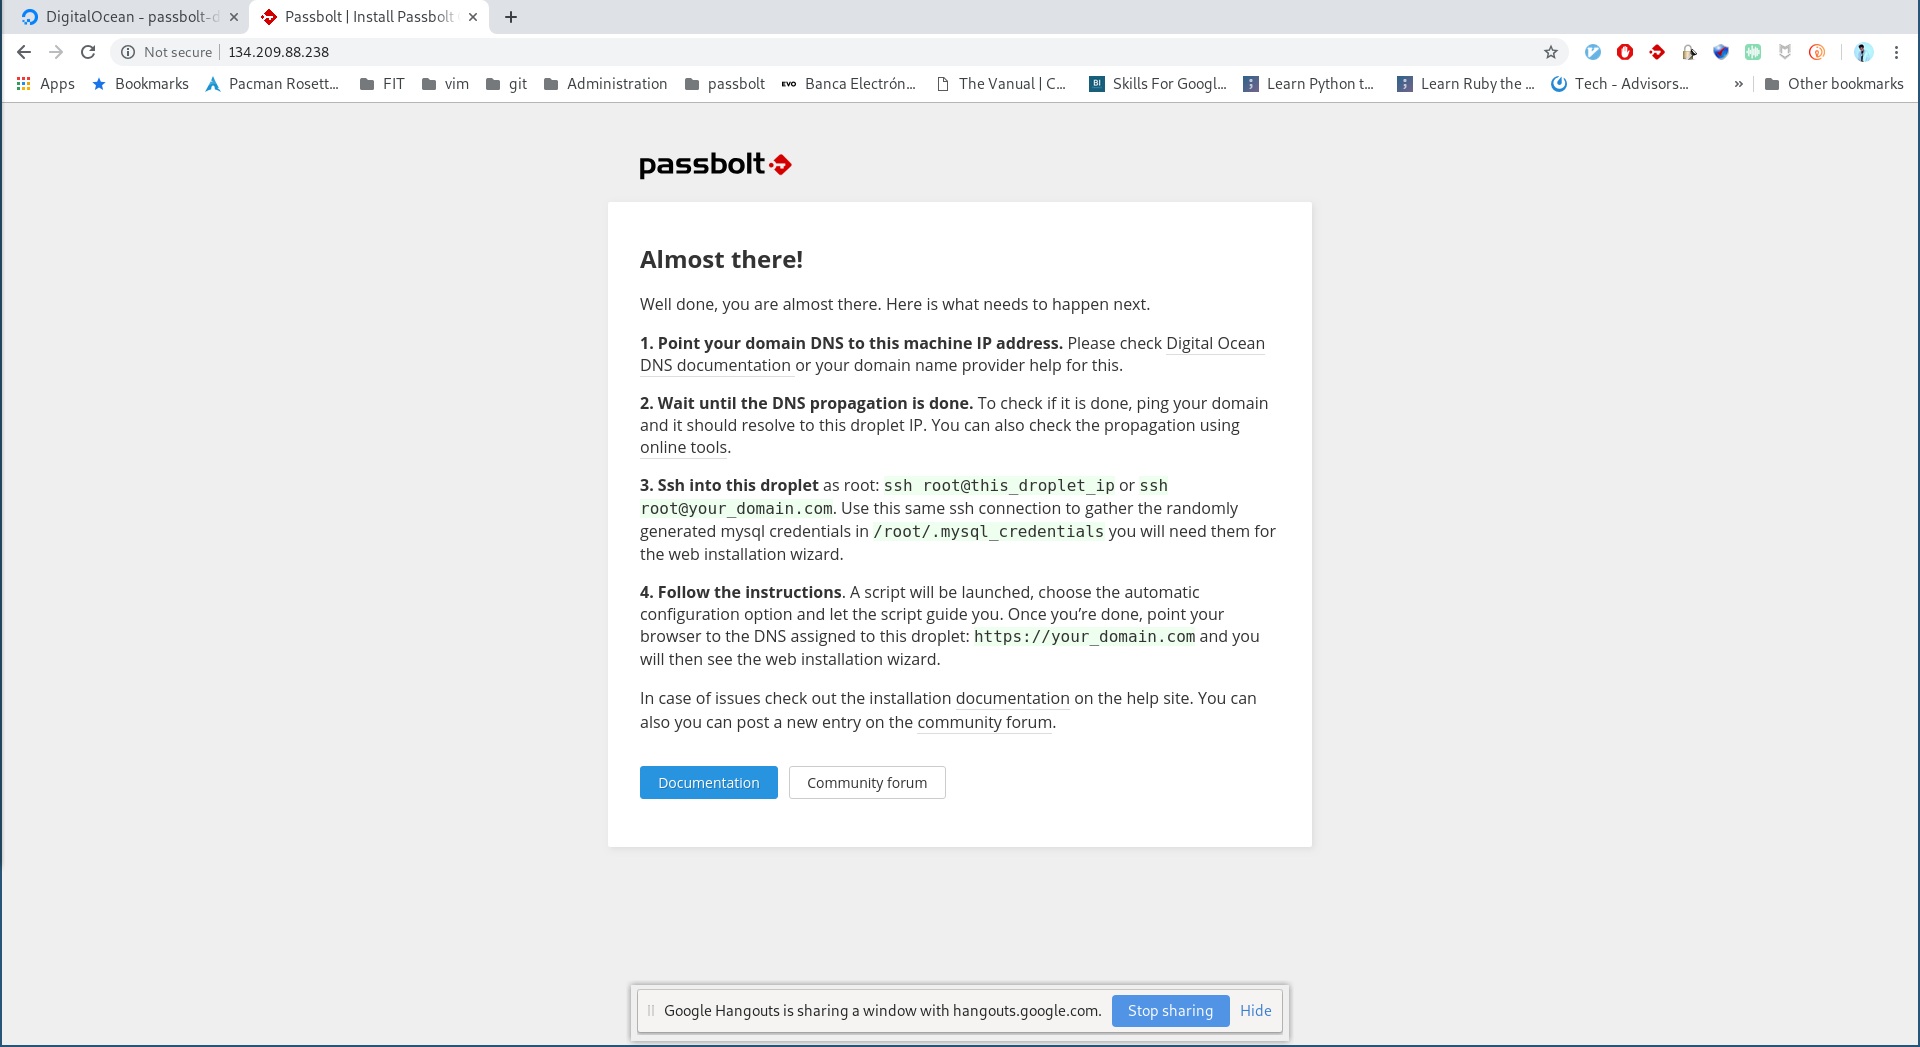 DigitalOcean - passbolt-d
Passbolt | Install Passbolt
Not secure
134.209.88.238
Apps
Bookmarks
Pacman Rosett...
FIT
vim
git
Administration
passbolt
EVO
Banca Electrón...
The Vanual | C...
BI
Skills For Googl...
Learn Python t...
Learn Ruby the ...
Tech - Advisors...
»
Other bookmarks
passbolt
Almost there!
Well done, you are almost there. Here is what needs to happen next.
1. Point your domain DNS to this machine IP address. Please check Digital Ocean
DNS documentation or your domain name provider help for this.
2. Wait until the DNS propagation is done. To check if it is done, ping your domain
and it should resolve to this droplet IP. You can also check the propagation using
online tools.
3. Ssh into this droplet as root: ssh root@this_droplet_ip or ssh
root@your_domain.com. Use this same ssh connection to gather the randomly
generated mysql credentials in /root/.mysql_credentials you will need them for
the web installation wizard.
4. Follow the instructions. A script will be launched, choose the automatic
configuration option and let the script guide you. Once you’re done, point your
browser to the DNS assigned to this droplet: https://your_domain.com and you
will then see the web installation wizard.
In case of issues check out the installation documentation on the help site. You can
also you can post a new entry on the community forum.
Documentation
Community forum
Google Hangouts is sharing a window with hangouts.google.com.
Stop sharing
Hide